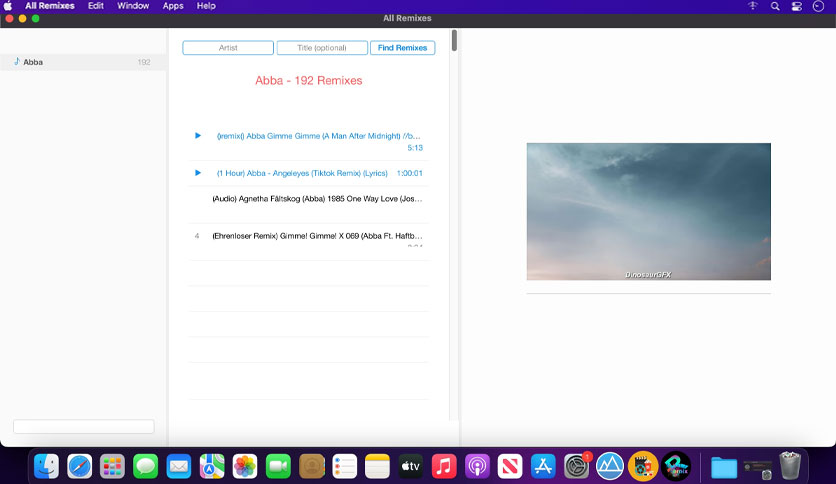 All Remixes Edit Window Apps Help
All Remixes
Abba 192
Artist Title (optional) Find Remixes
Abba - 192 Remixes
(iremix() Abba Gimme Gimme (A Man After Midnight) //b...
5:13
(1 Hour) Abba - Angeleyes (Tiktok Remix) (Lyrics) 1:00:01
(Audio) Agnetha Fältskog (Abba) 1985 One Way Love (Jos...
4 (Ehrenloser Remix) Gimme! Gimme! X 069 (Abba Ft. Haftb...
DinosaurGFX
tv
1
Remix